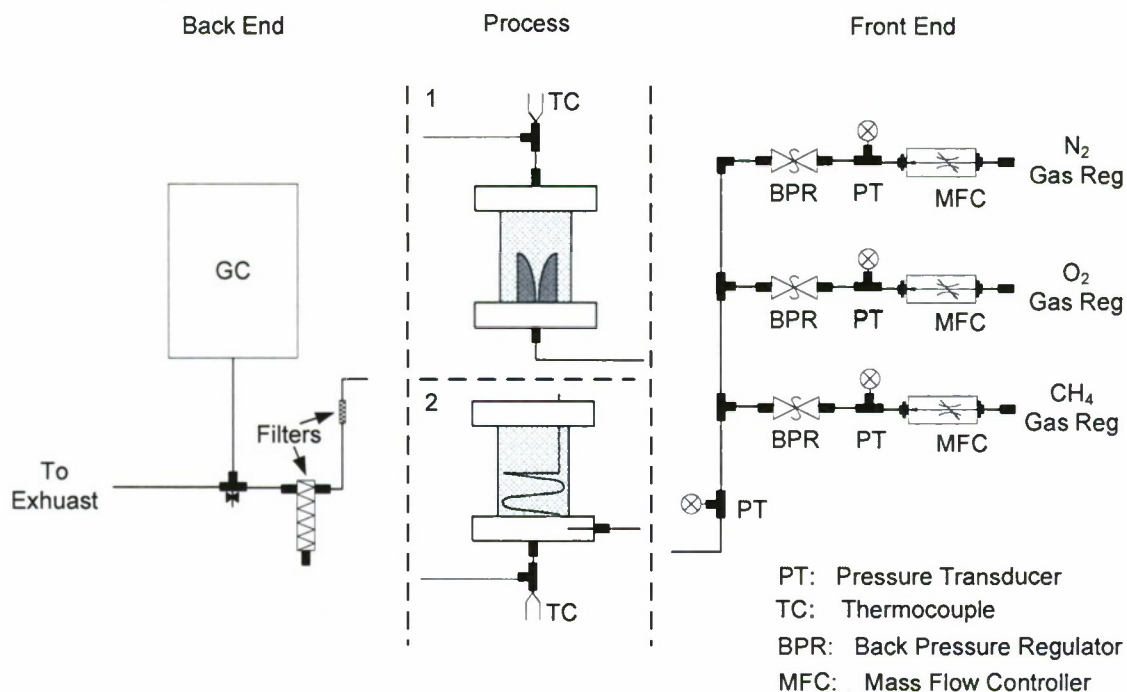 Back End
Process
Front End
GC
Filters
To
Exhuast
1
TC
2
TC
N2
Gas Reg
BPR
PT
MFC
O2
Gas Reg
BPR
PT
MFC
CH4
Gas Reg
BPR
PT
MFC
PT
PT: Pressure Transducer
TC: Thermocouple
BPR: Back Pressure Regulator
MFC: Mass Flow Controller